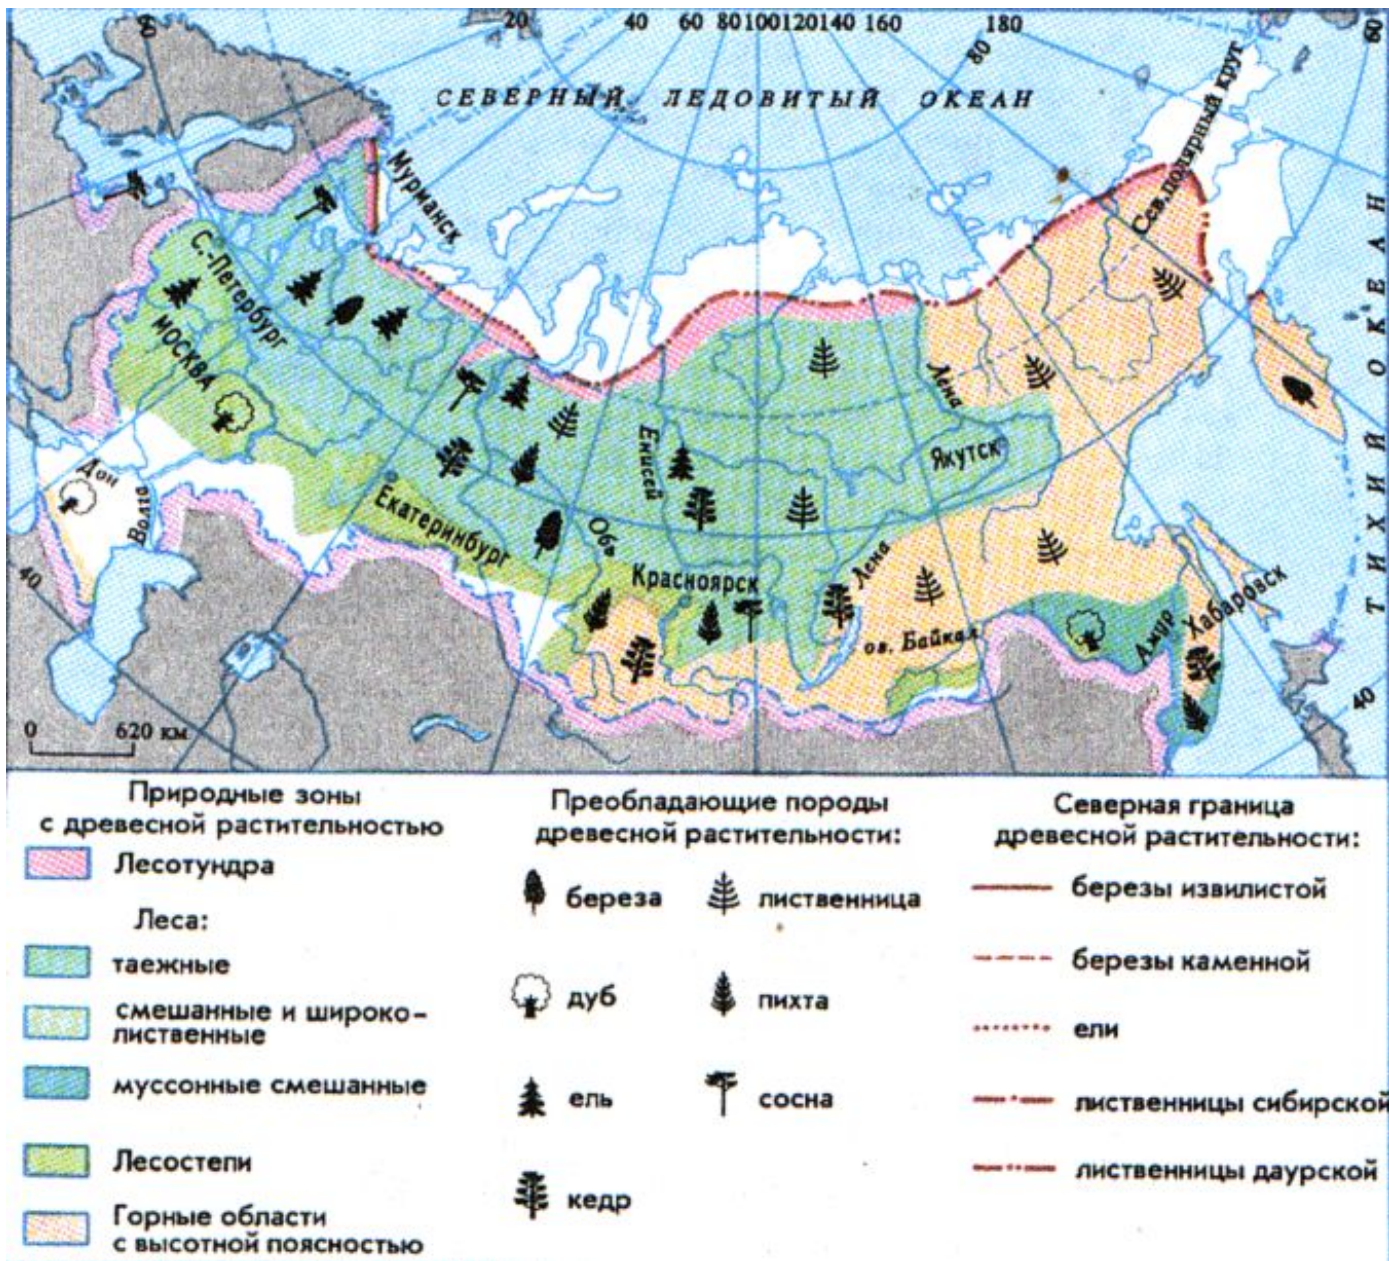 60 20 40 60 80 100 120 140 160 180 60
80
СЕВЕРНЫЙ ЛЕДОВИТЫЙ ОКЕАН
Сев. полярный круг
ТИХИЙ ОКЕАН
Мурманск
С.-Петербург
МОСКВА
Дон
Волга
Екатеринбург
Обь
Енисей
Красноярск
Лена
Якутск
Лена
оз. Байкал
Амур
Хабаровск
40
40
0 620 км
Природные зоны
с древесной растительностью
Лесотундра
Леса:
таежные
смешанные и широко-
лиственные
муссонные смешанные
Лесостепи
Горные области
с высотной поясностью
Преобладающие породы
древесной растительности:
береза
лиственница
дуб
пихта
ель
сосна
кедр
Северная граница
древесной растительности:
березы извилистой
березы каменной
ели
лиственницы сибирской
лиственницы даурской